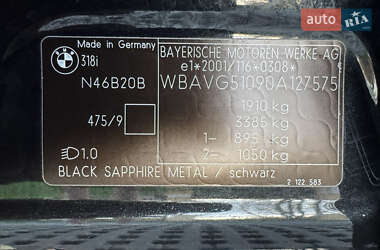 AUTO RIA
Made in Germany
318i
BAYERISCHE MOTOREN WERKE AG
e1*2001/116*0308*
N46B20B
WBAVG51090A127575
1910 kg
475/9
3385 kg
1- 895 kg
1.0
2- 1050 kg
BLACK SAPPHIRE METAL / schwarz
2 122 583